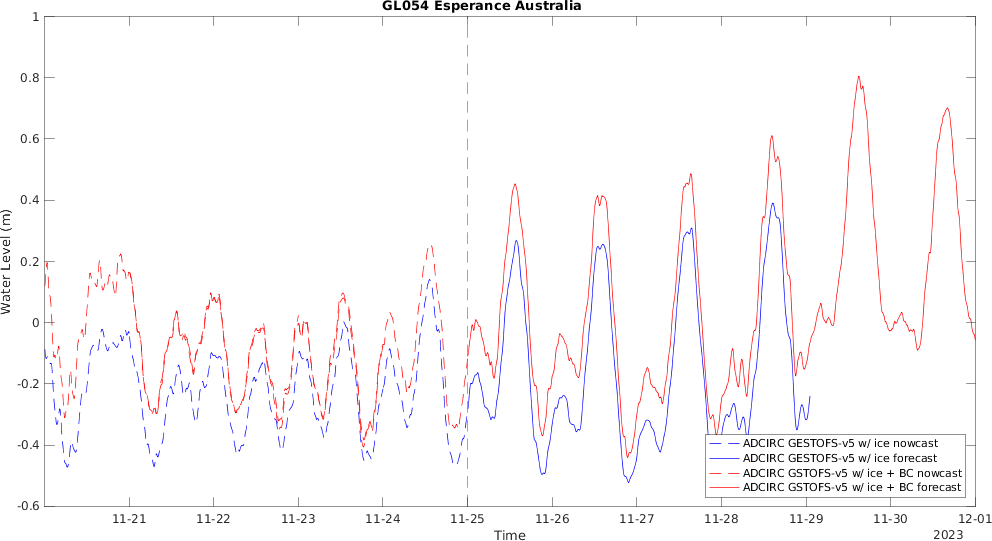 GL054 Esperance Australia
1
0.8
0.6
0.4
0.2
0
-0.2
-0.4
-0.6
Water Level (m)
ADCIRC GESTOFS-v5 w/ ice nowcast
ADCIRC GESTOFS-v5 w/ ice forecast
ADCIRC GSTOFS-v5 w/ ice + BC nowcast
ADCIRC GSTOFS-v5 w/ ice + BC forecast
11-21 11-22 11-23 11-24 11-25 11-26 11-27 11-28 11-29 11-30 12-01
Time
2023